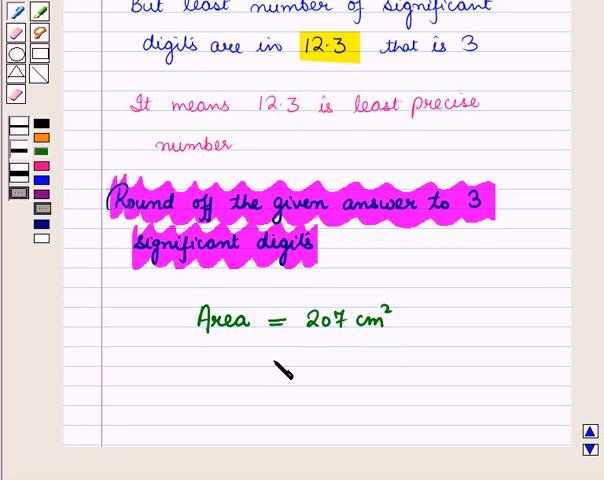 But least number of significant
digits are in 12.3 that is 3
It means 12.3 is least precise
number
Round off the given answer to 3
significant digits
Area = 207 cm²